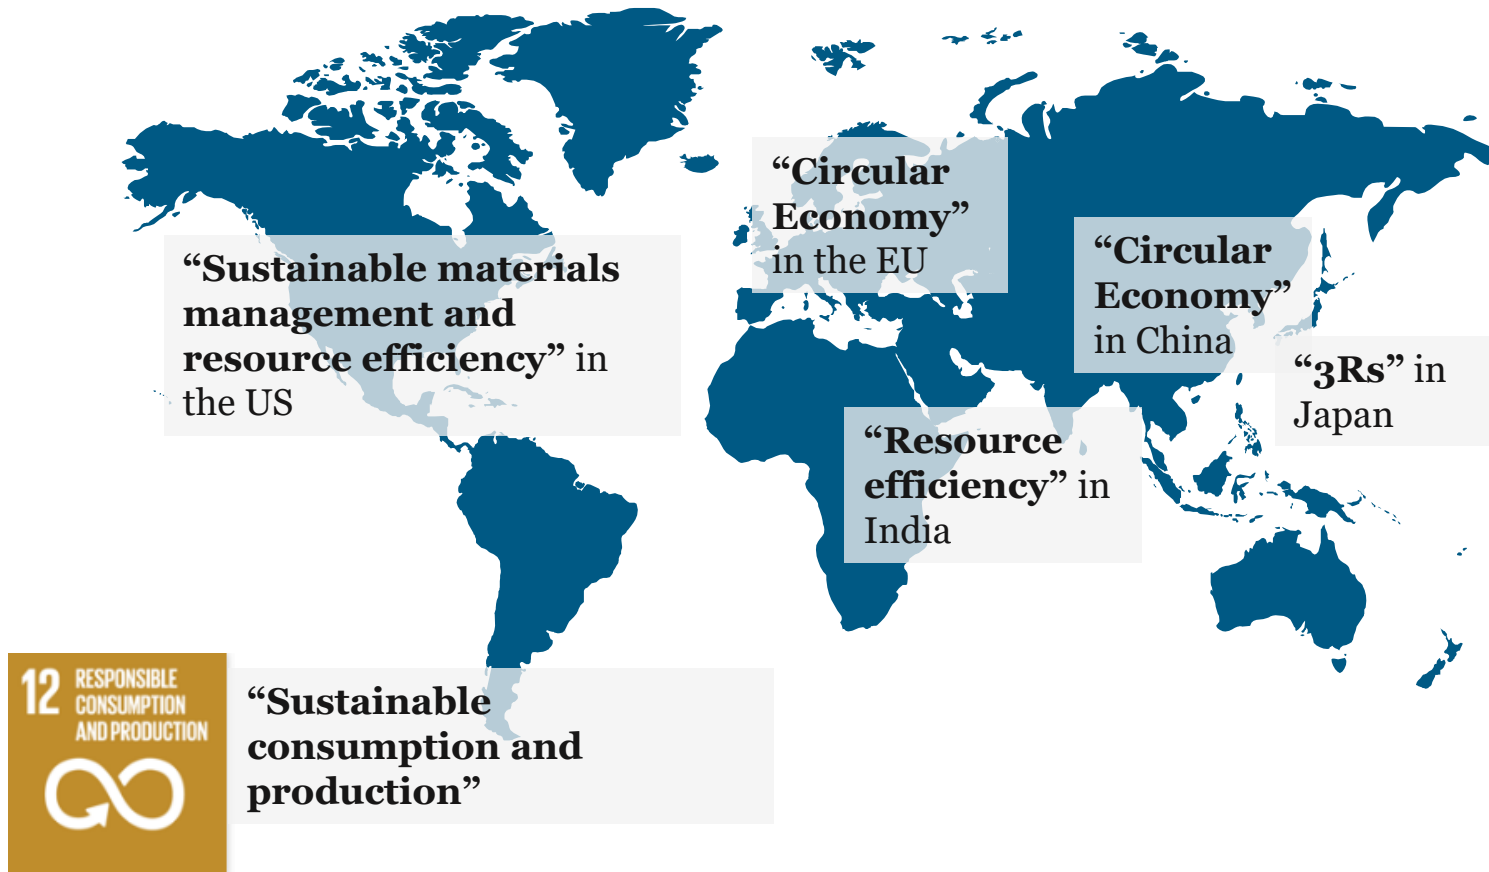 “Circular
Economy”
in the EU
“Circular
Economy”
in China
“Sustainable materials
management and
resource efficiency” in
the US
“3Rs” in
Japan
“Resource
efficiency” in
India
12 RESPONSIBLE
CONSUMPTION
AND PRODUCTION
“Sustainable
consumption and
production”